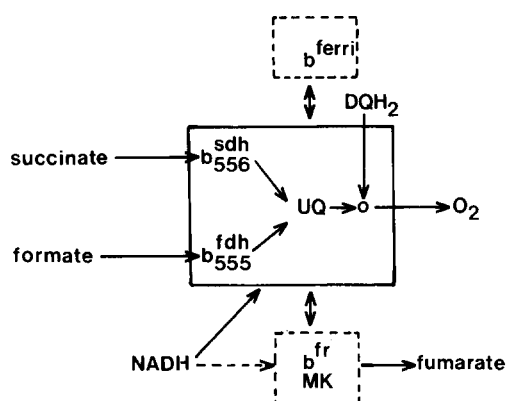 b ferri
DQH2
succinate
b sdh 556
UQ
o
O2
formate
b fdh 555
NADH
b fr
MK
fumarate